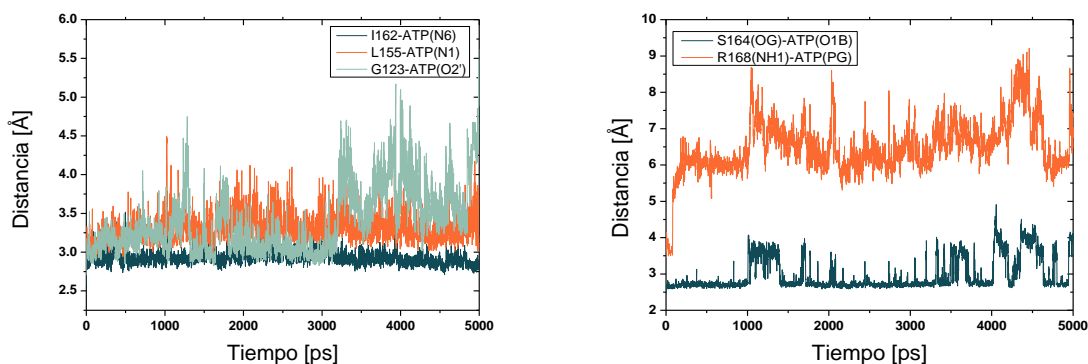 6.0
5.5
5.0
4.5
4.0
3.5
3.0
2.5
Distancia [Å]
I162-ATP(N6)
L155-ATP(N1)
G123-ATP(O2')
0 1000 2000 3000 4000 5000
Tiempo [ps]
10
9
8
7
6
5
4
3
2
Distancia [Å]
S164(OG)-ATP(O1B)
R168(NH1)-ATP(PG)
0 1000 2000 3000 4000 5000
Tiempo [ps]